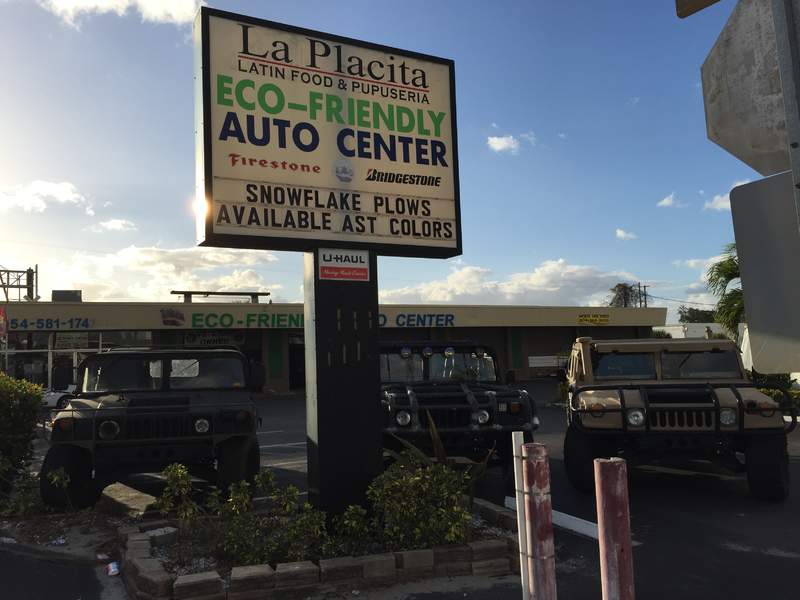 La Placita
LATIN FOOD & PUPUSERIA
ECO-FRIENDLY
AUTO CENTER
Firestone
BRIDGESTONE
SNOWFLAKE PLOWS
AVAILABLE AST COLORS
U-HAUL
54-581-174
ECO-FRIEN
O CENTER